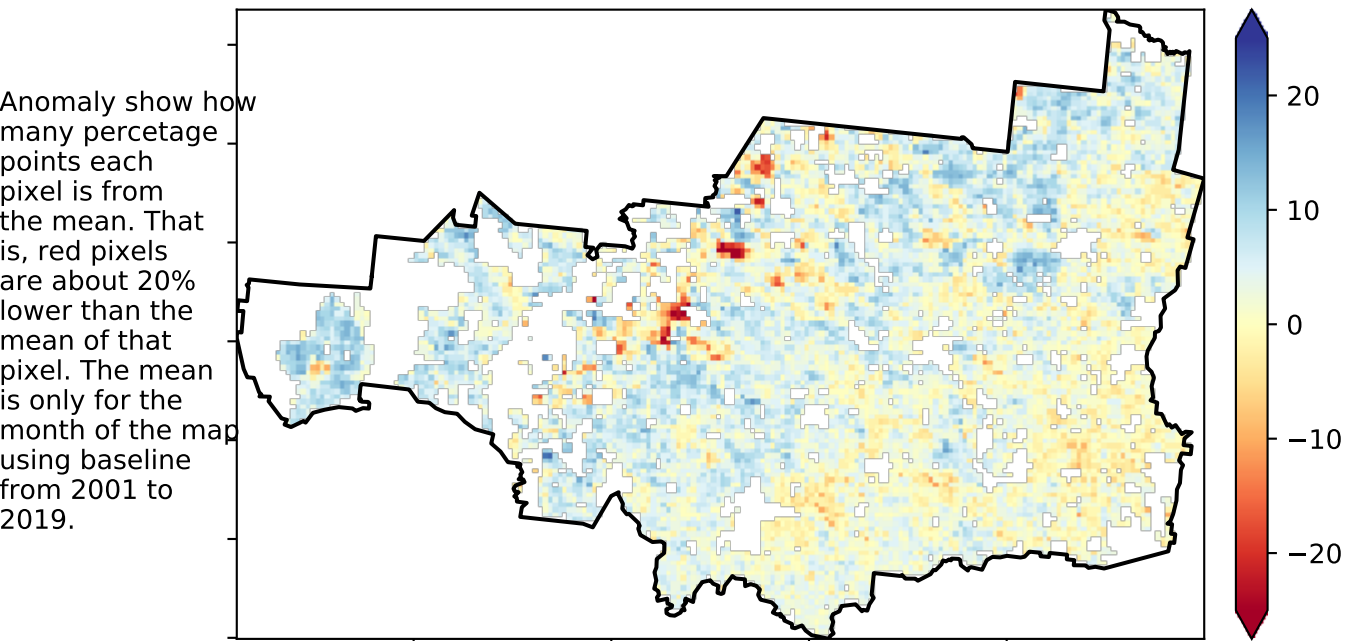 Anomaly show how
many percetage
points each
pixel is from
the mean. That
is, red pixels
are about 20%
lower than the
mean of that
pixel. The mean
is only for the
month of the map
using baseline
from 2001 to
2019.
20
10
0
−10
−20